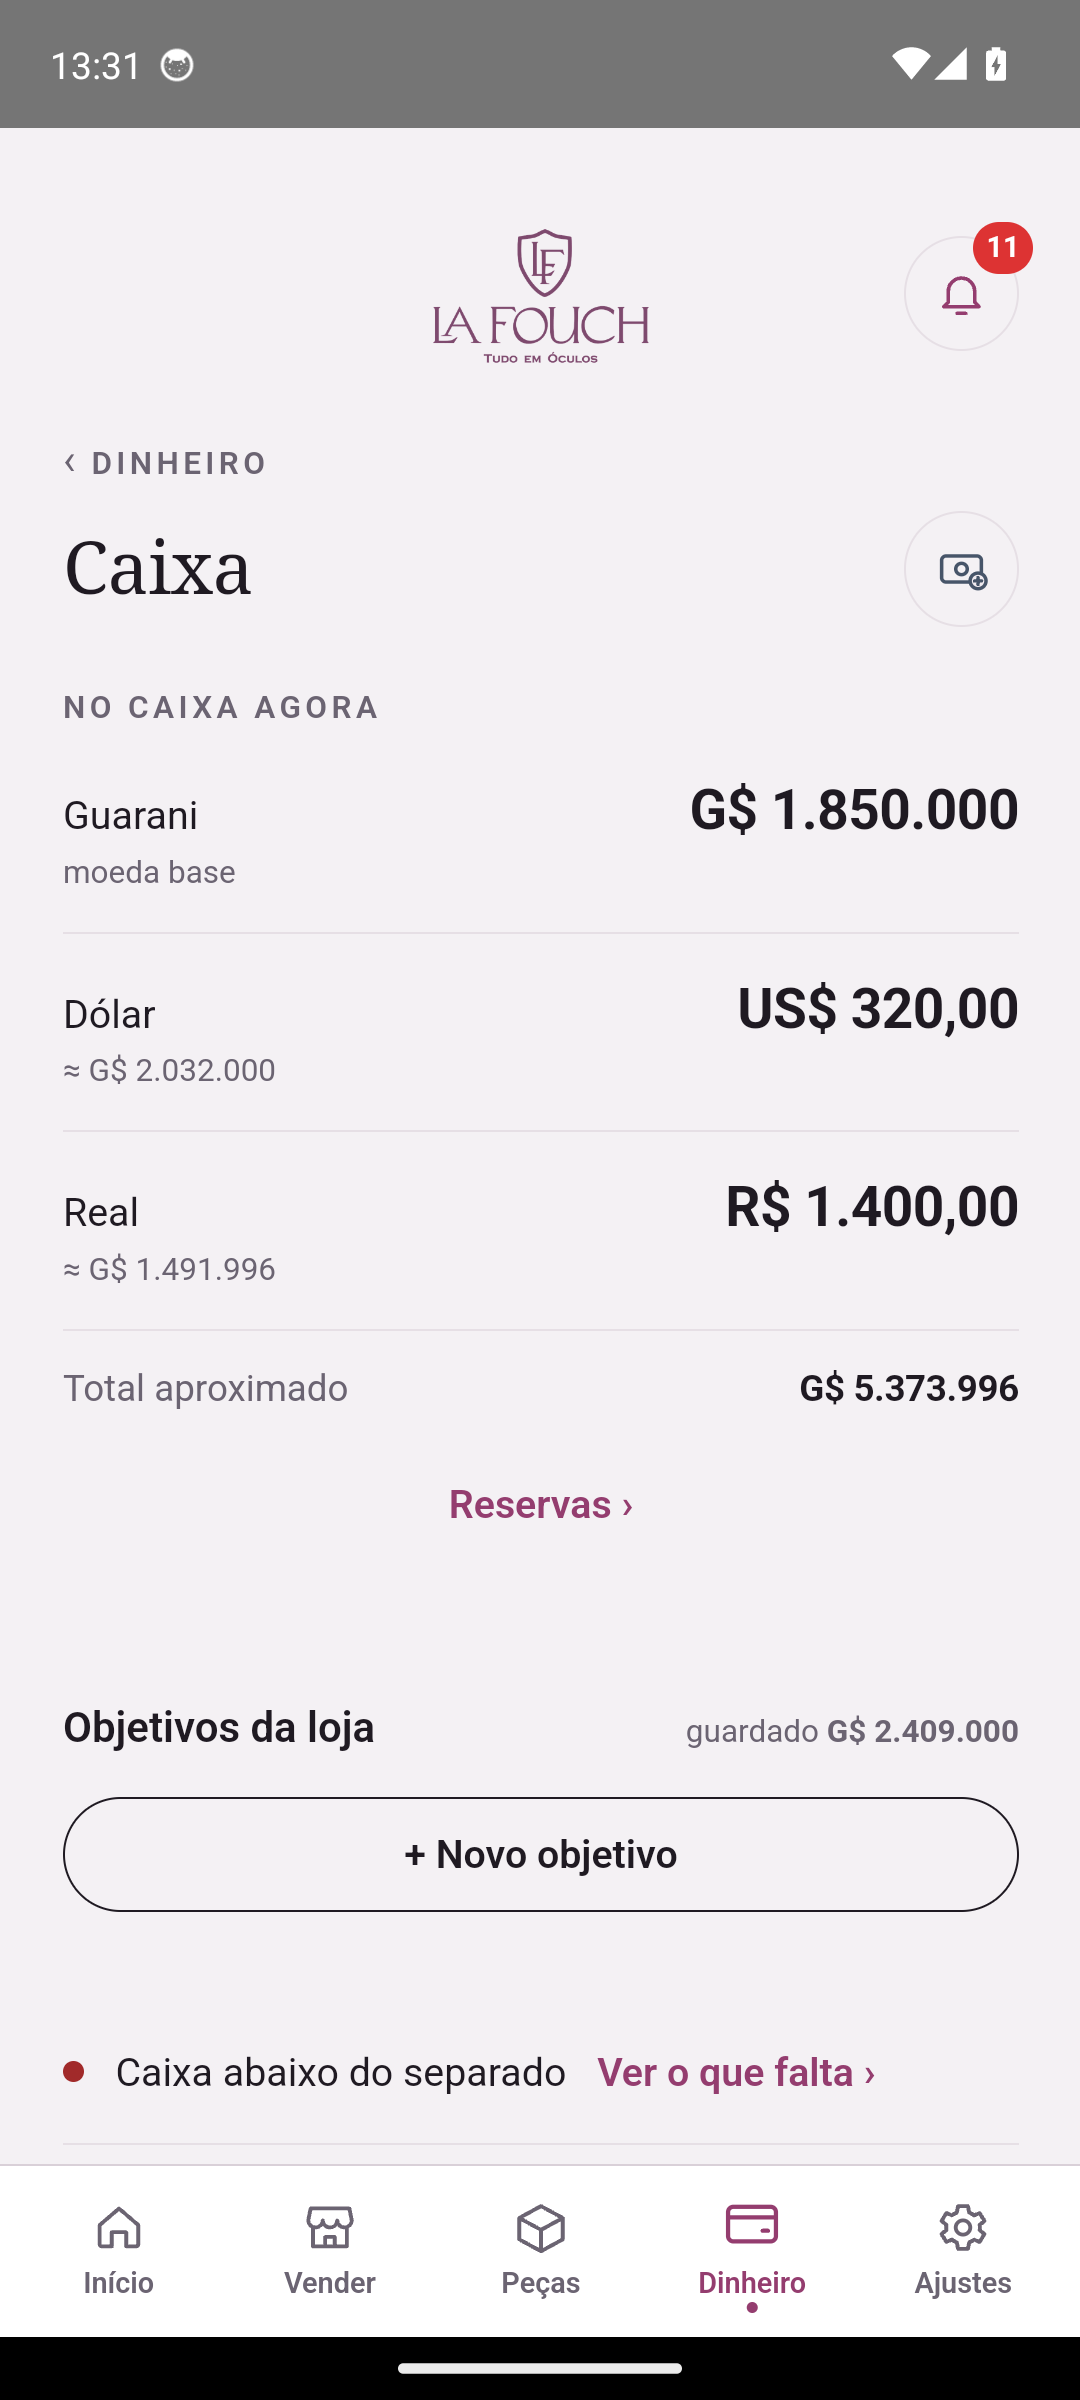 13:31
11
LA FOUCH
TUDO EM ÓCULOS
‹ DINHEIRO
Caixa
NO CAIXA AGORA
Guarani
G$ 1.850.000
moeda base
Dólar
US$ 320,00
≈ G$ 2.032.000
Real
R$ 1.400,00
≈ G$ 1.491.996
Total aproximado
G$ 5.373.996
Reservas ›
Objetivos da loja
guardado G$ 2.409.000
+ Novo objetivo
Caixa abaixo do separado Ver o que falta ›
Início
Vender
Peças
Dinheiro
Ajustes